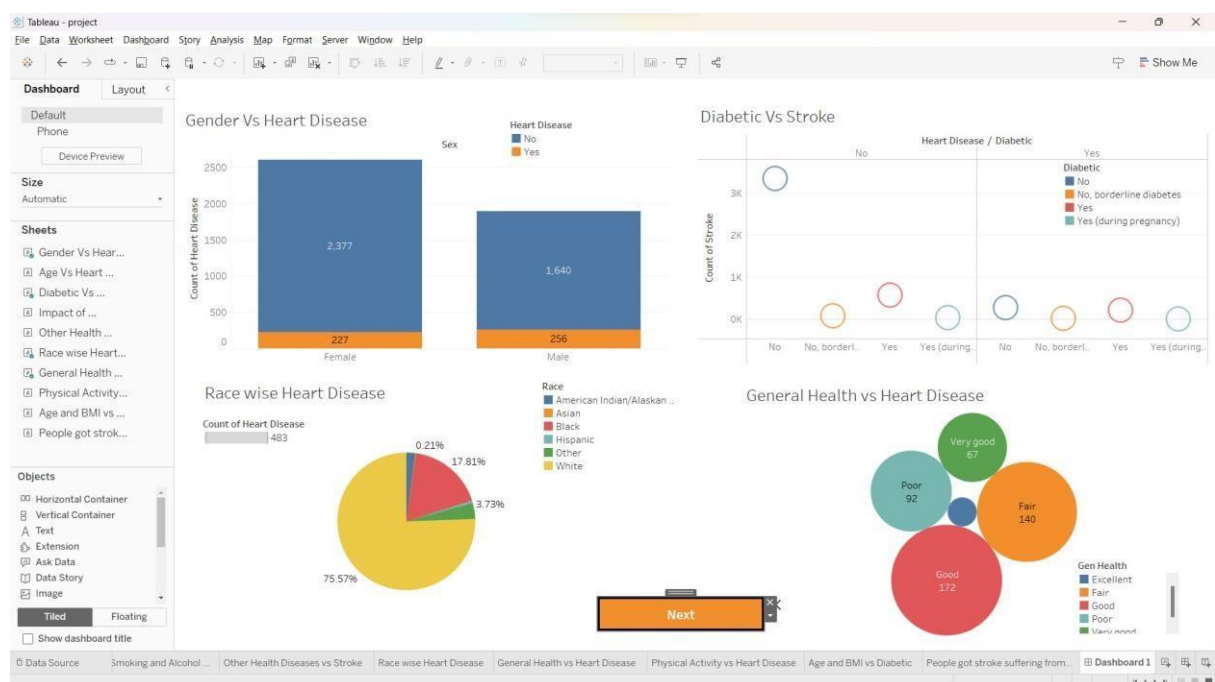 Tableau - project
File Data Worksheet Dashboard Story Analysis Map Format Server Window Help
Show Me
Dashboard Layout
Default
Phone
Device Preview
Size
Automatic
Sheets
Gender Vs Hear...
Age Vs Heart ...
Diabetic Vs ...
Impact of ...
Other Health ...
Race wise Heart...
General Health ...
Physical Activity...
Age and BMI vs ...
People got strok...
Objects
Horizontal Container
Vertical Container
Text
Extension
Ask Data
Data Story
Image
Tiled Floating
Show dashboard title
Gender Vs Heart Disease
Sex
Heart Disease
No
Yes
Count of Heart Disease
2500
2000
1500
1000
500
0
2,377
227
1,640
256
Female Male
Diabetic Vs Stroke
Heart Disease / Diabetic
No Yes
Diabetic
No
No, borderline diabetes
Yes
Yes (during pregnancy)
Count of Stroke
3K
2K
1K
0K
No No, borderl.. Yes Yes (during.. No No, borderl.. Yes Yes (during..
Race wise Heart Disease
Count of Heart Disease
483
0.21%
17.81%
3.73%
75.57%
Race
American Indian/Alaskan ..
Asian
Black
Hispanic
Other
White
Next
General Health vs Heart Disease
Very good
67
Poor
92
Fair
140
Good
172
Gen Health
Excellent
Fair
Good
Poor
Very good
Data Source Smoking and Alcohol ... Other Health Diseases vs Stroke Race wise Heart Disease General Health vs Heart Disease Physical Activity vs Heart Disease Age and BMI vs Diabetic People got stroke suffering from... Dashboard 1